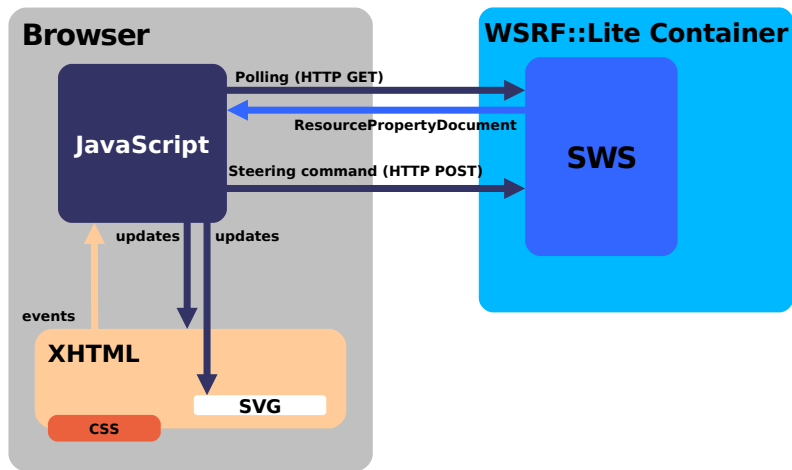 Browser
WSRF::Lite Container
Polling (HTTP GET)
JavaScript
ResourcePropertyDocument
SWS
Steering command (HTTP POST)
updates
updates
events
XHTML
SVG
CSS